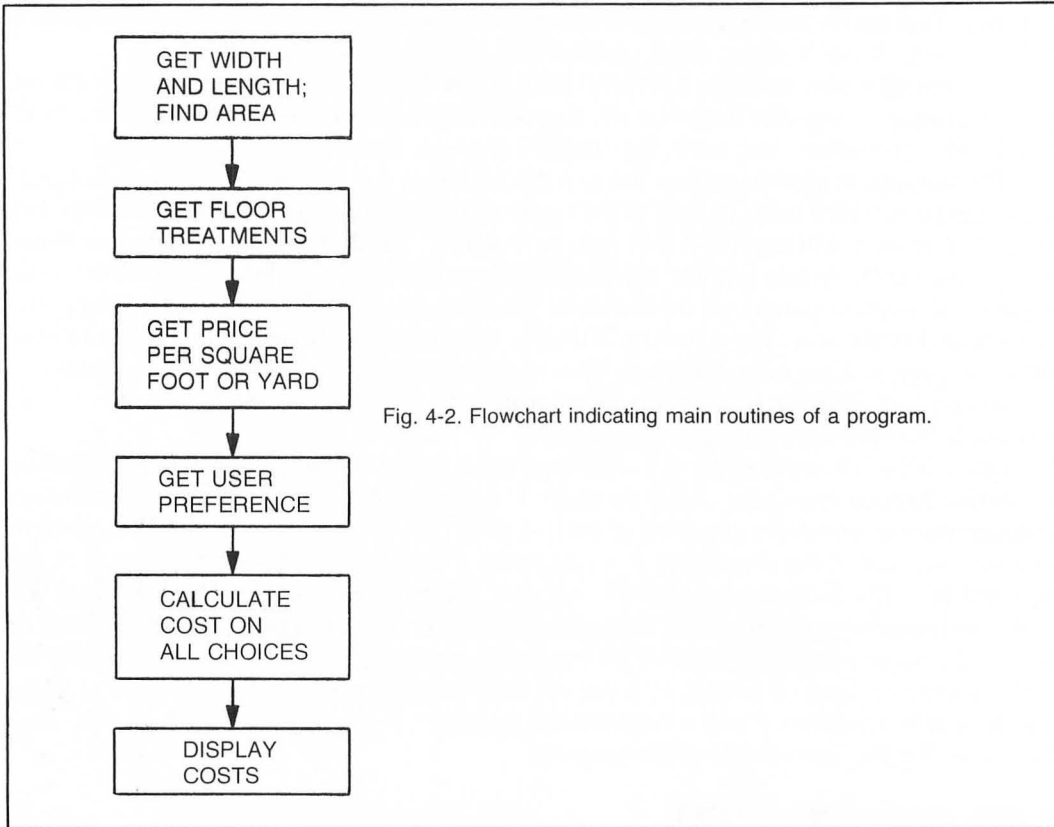 GET WIDTH
AND LENGTH;
FIND AREA
GET FLOOR
TREATMENTS
GET PRICE
PER SQUARE
FOOT OR YARD
Fig. 4-2. Flowchart indicating main routines of a program.
GET USER
PREFERENCE
CALCULATE
COST ON
ALL CHOICES
DISPLAY
COSTS